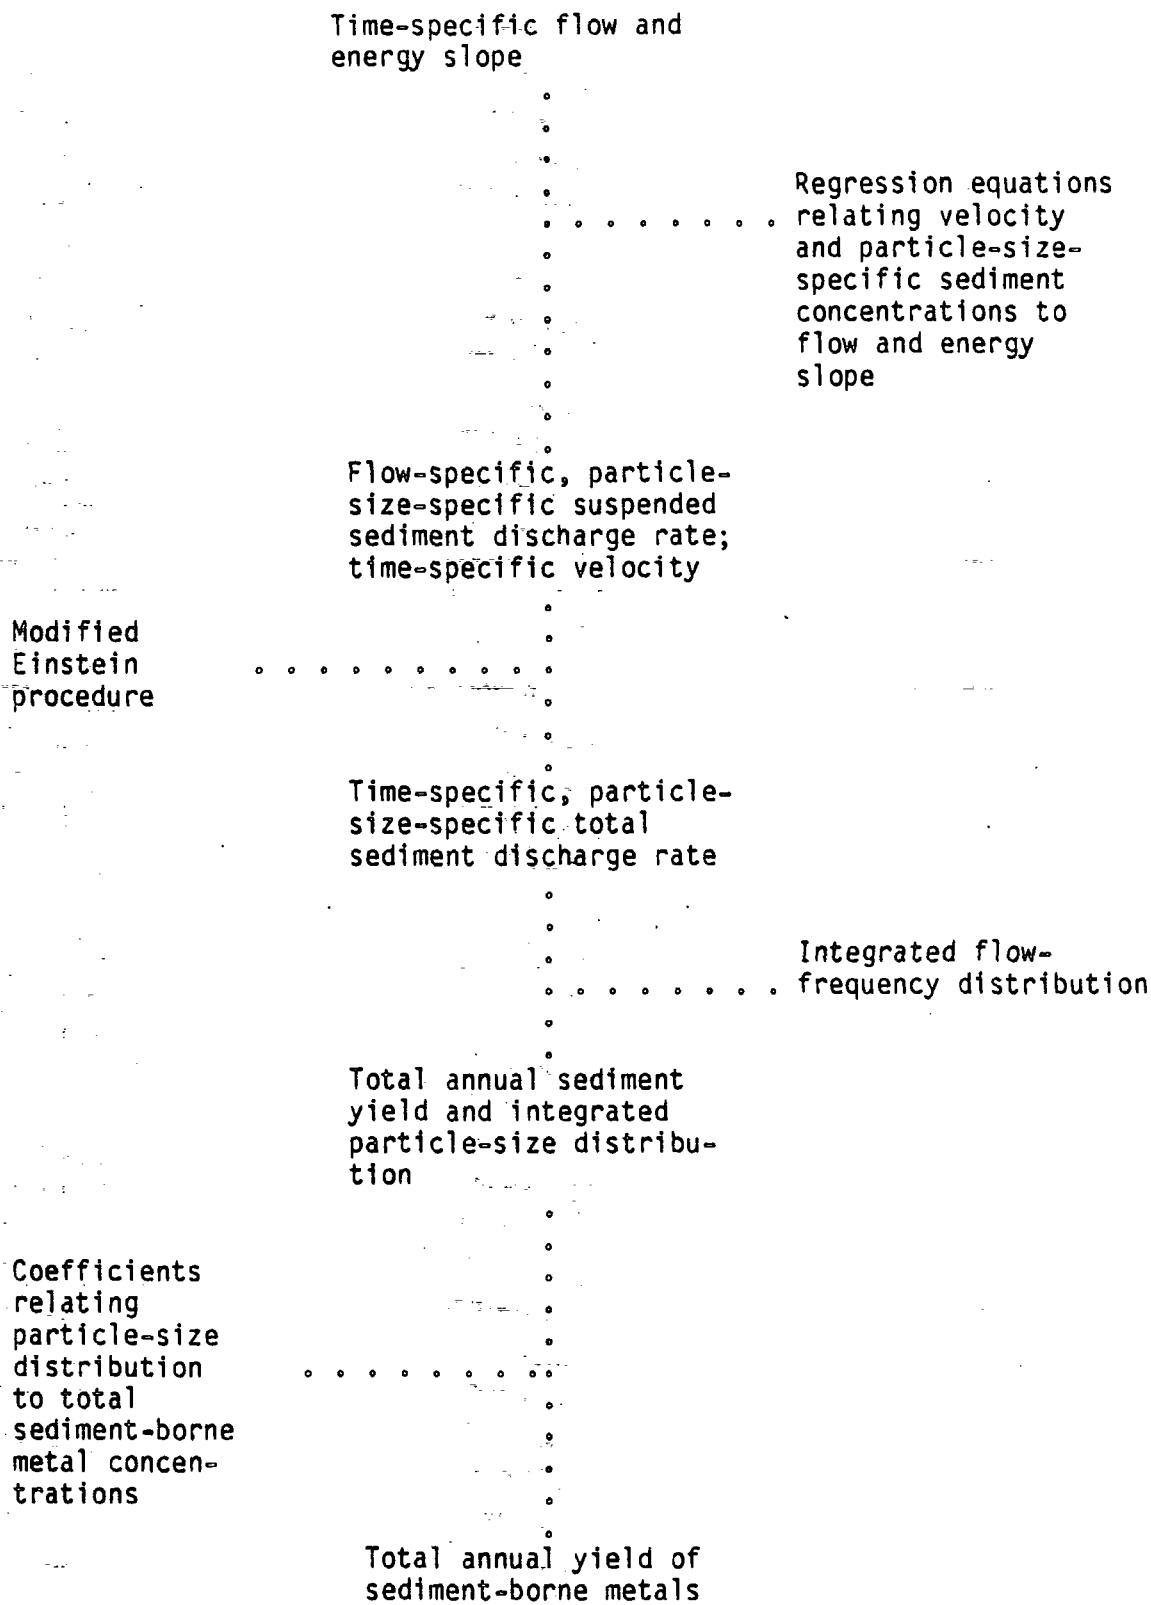 Time-specific flow and
energy slope
Regression equations
relating velocity
and particle-size-
specific sediment
concentrations to
flow and energy
slope
Flow-specific, particle-
size-specific suspended
sediment discharge rate;
time-specific velocity
Modified
Einstein
procedure
Time-specific, particle-
size-specific total
sediment discharge rate
Integrated flow-
frequency distribution
Total annual sediment
yield and integrated
particle-size distribu-
tion
Coefficients
relating
particle-size
distribution
to total
sediment-borne
metal concen-
trations
Total annual yield of
sediment-borne metals